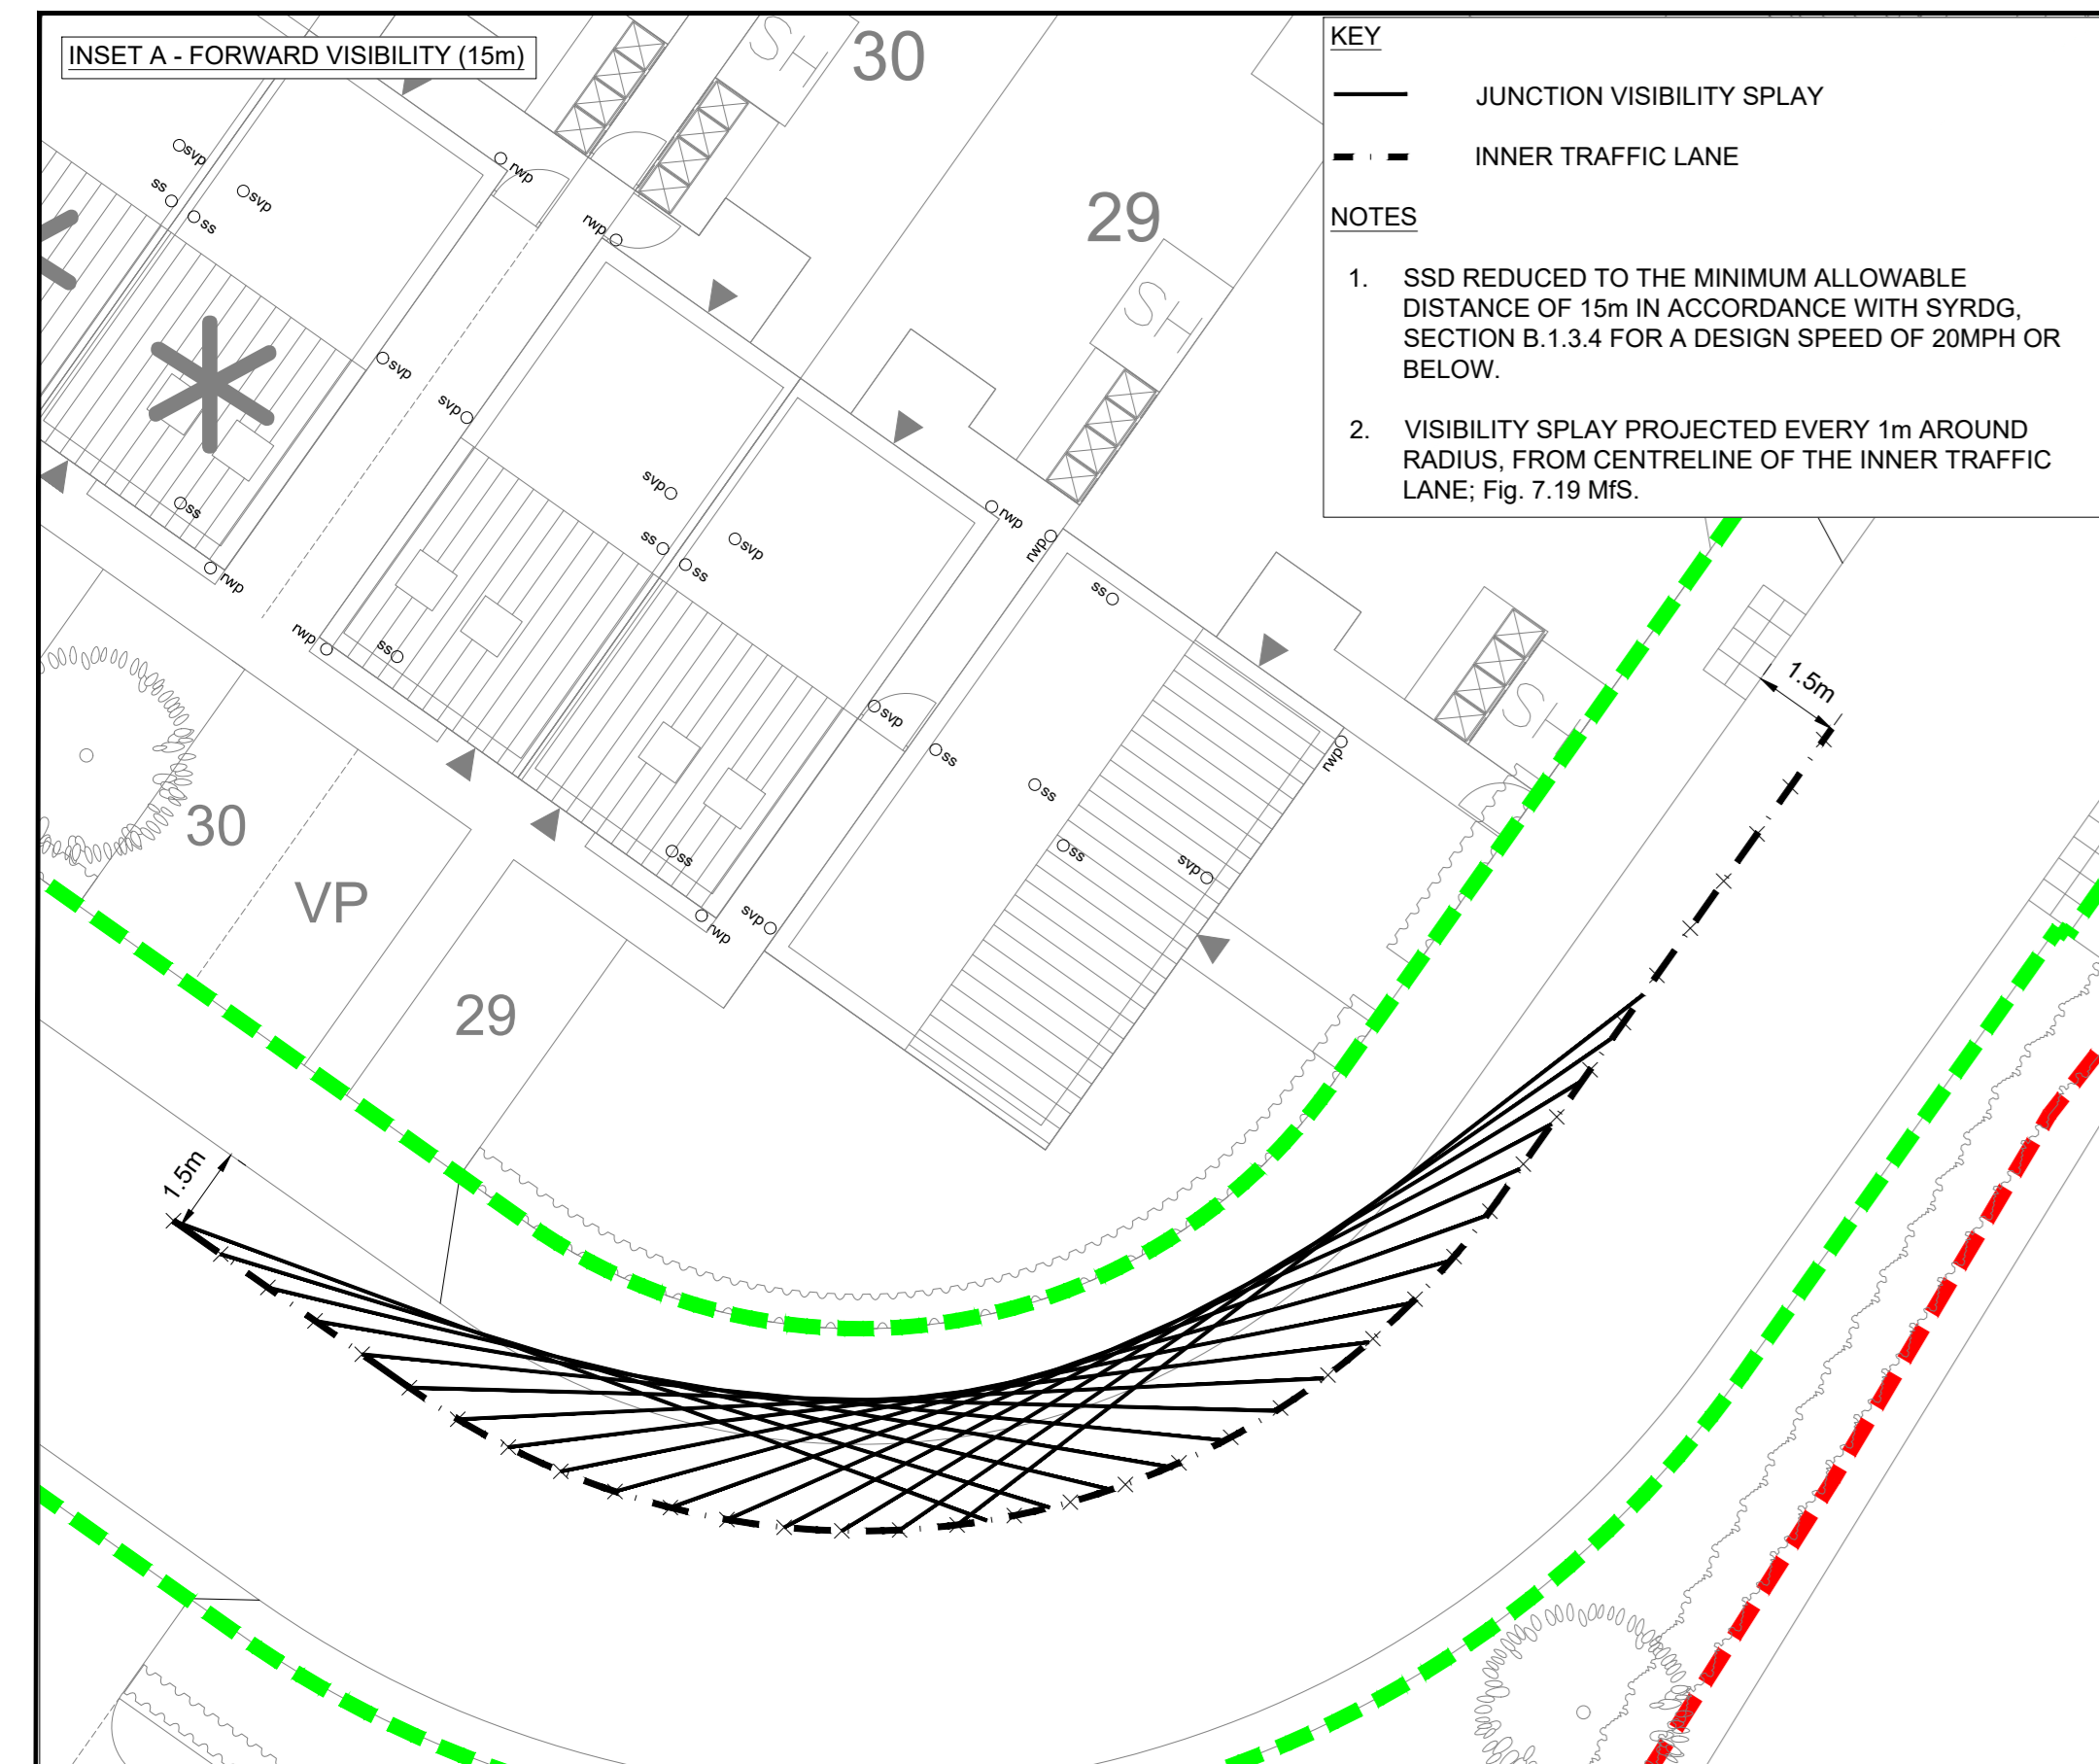 INSET A - FORWARD VISIBILITY (15m)
KEY
JUNCTION VISIBILITY SPLAY
INNER TRAFFIC LANE
NOTES
1. SSD REDUCED TO THE MINIMUM ALLOWABLE
DISTANCE OF 15m IN ACCORDANCE WITH SYRDG,
SECTION B.1.3.4 FOR A DESIGN SPEED OF 20MPH OR
BELOW.
2. VISIBILITY SPLAY PROJECTED EVERY 1m AROUND
RADIUS, FROM CENTRELINE OF THE INNER TRAFFIC
LANE; Fig. 7.19 MfS.
SH
30
29
SH
svp
ss
svp
ss
rwp
rwp
svp
svp
svp
ss
svp
ss
rwp
rwp
ss
ss
rwp
rwp
ss
svp
ss
ss
ss
svp
rwp
SH
1.5m
ss
rwp
svp
30
VP
29
1.5m